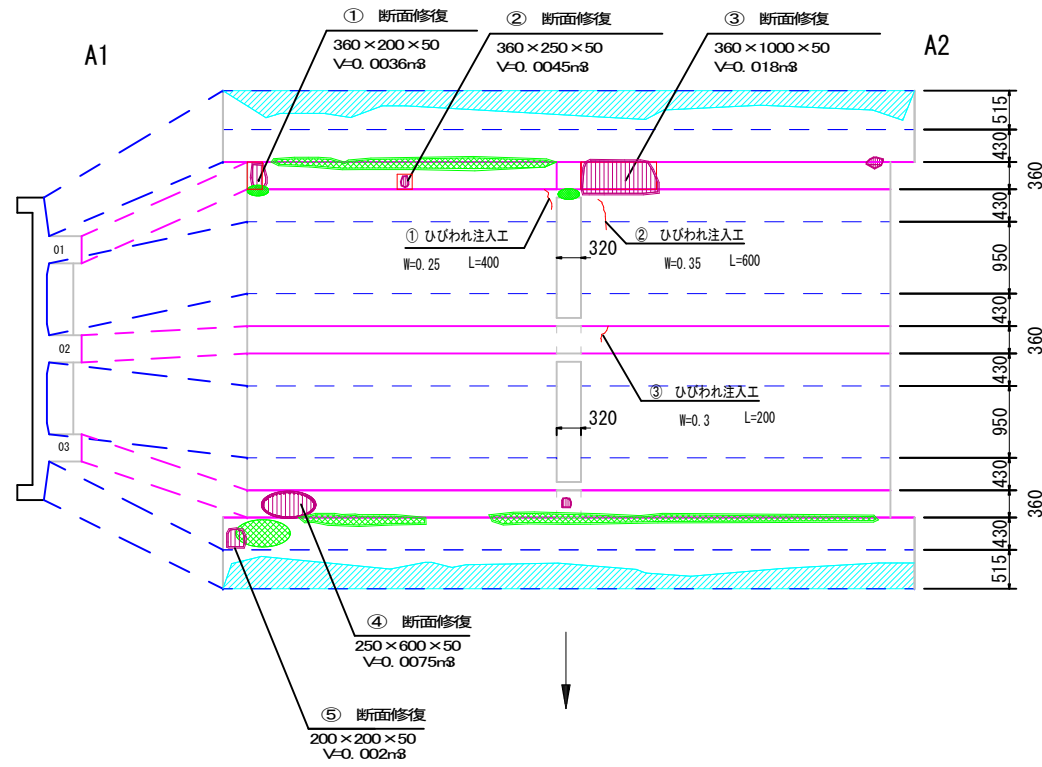 A1
A2
① 断面修復
360×200×50
V=0.0036m3
② 断面修復
360×250×50
V=0.0045m3
③ 断面修復
360×1000×50
V=0.018m3
515
430
360
430
950
430
360
430
950
430
360
430
515
01
02
03
① ひびわれ注入工
W=0.25 L=400
320
② ひびわれ注入工
W=0.35 L=600
③ ひびわれ注入工
W=0.3 L=200
320
④ 断面修復
250×600×50
V=0.0075m3
⑤ 断面修復
200×200×50
V=0.002m3